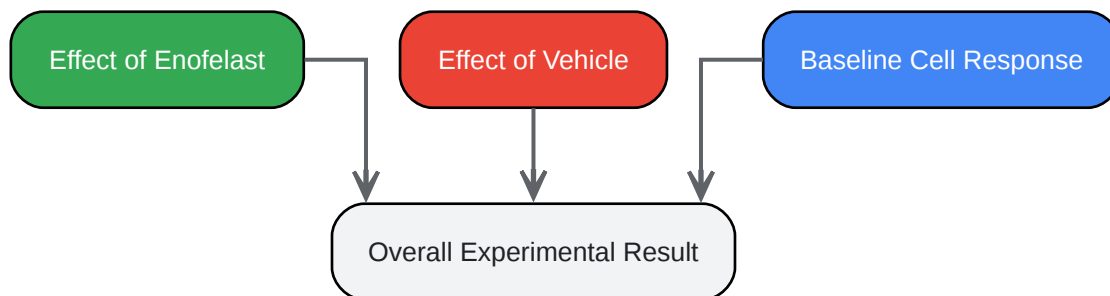 Effect of Enofelast
Effect of Vehicle
Baseline Cell Response
Overall Experimental Result